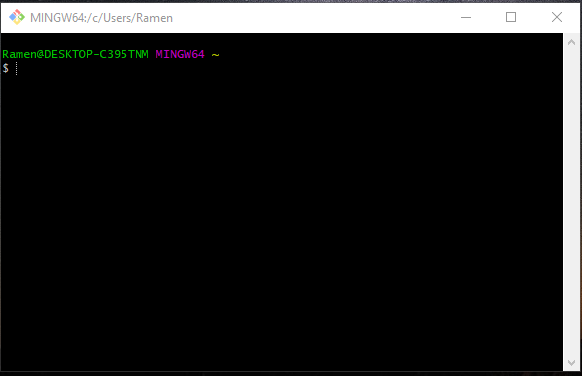 MINGW64:/c/Users/Ramen
Ramen@DESKTOP-C395TNM MINGW64 ~
$